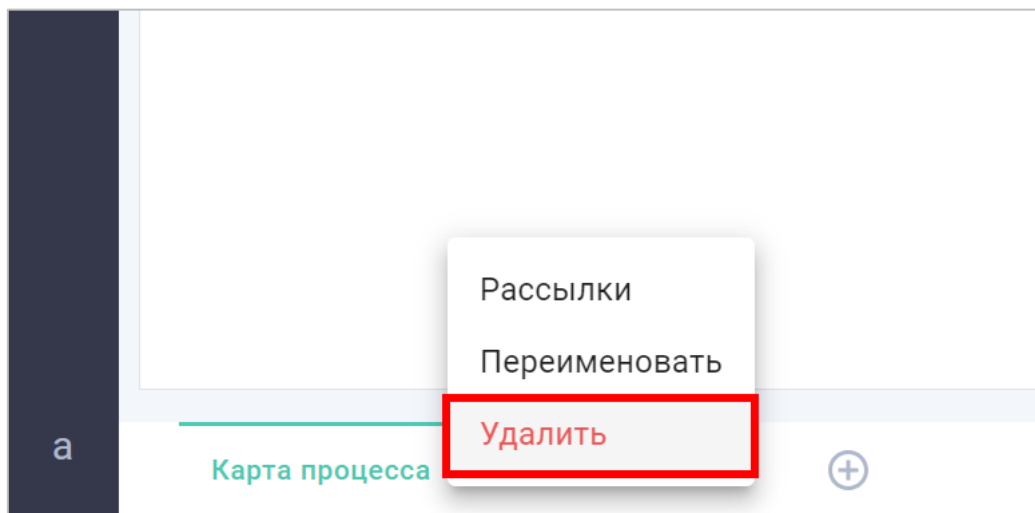 Рассылки
Переименовать
Удалить
а
Карта процесса